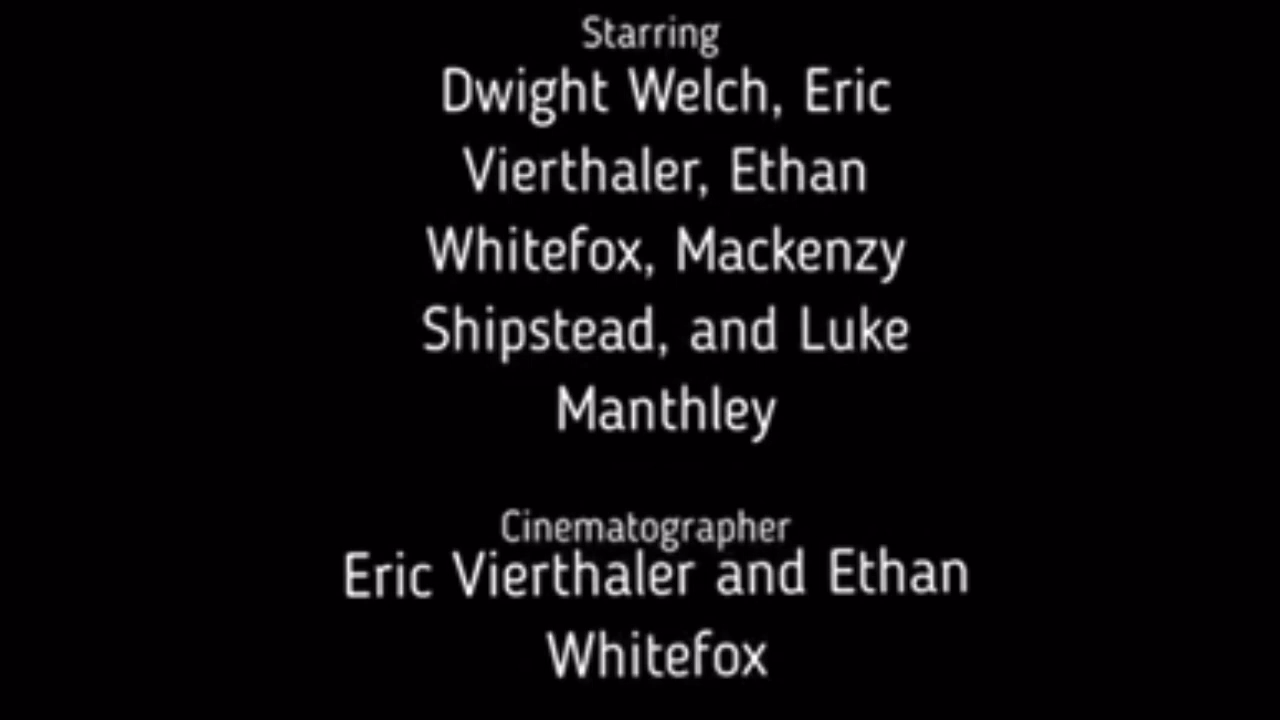 Starring
Dwight Welch, Eric
Vierthaler, Ethan
Whitefox, Mackenzy
Shipstead, and Luke
Manthley
Cinematographer
Eric Vierthaler and Ethan
Whitefox